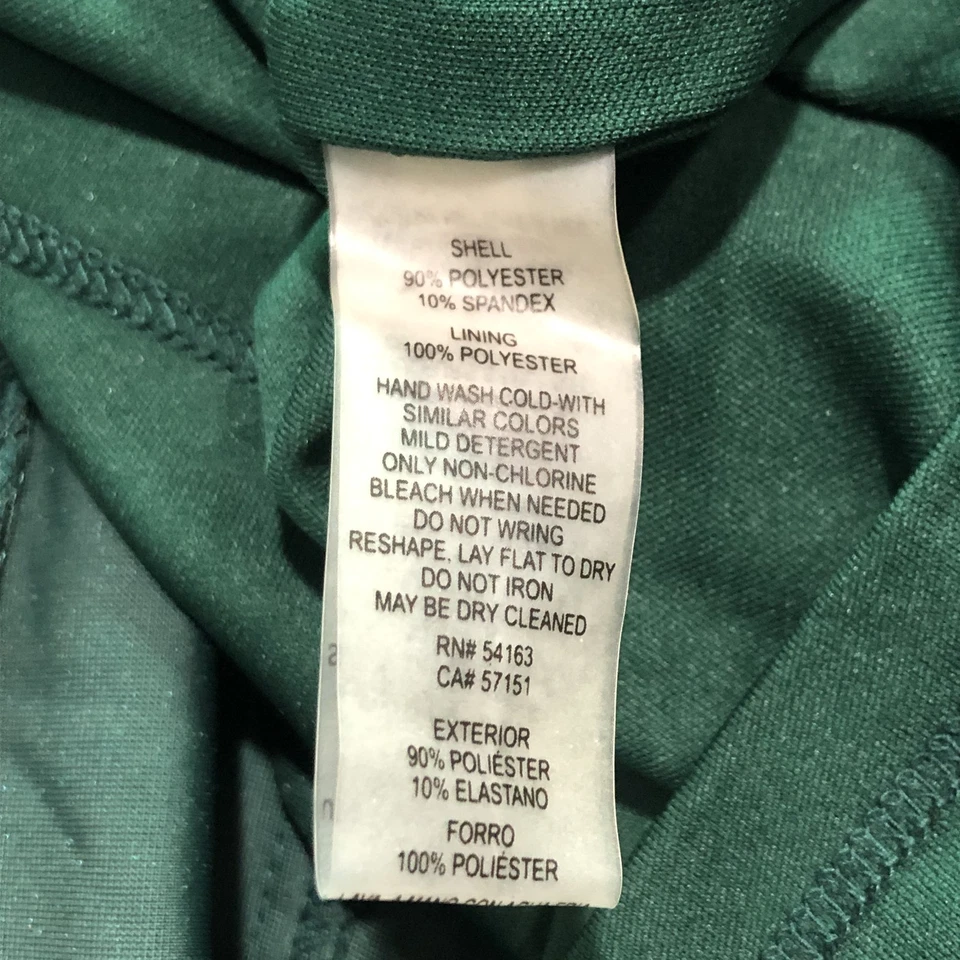 SHELL
90% POLYESTER
10% SPANDEX
LINING
100% POLYESTER
HAND WASH COLD-WITH
SIMILAR COLORS
MILD DETERGENT
ONLY NON-CHLORINE
BLEACH WHEN NEEDED
DO NOT WRING
RESHAPE, LAY FLAT TO DRY
DO NOT IRON
MAY BE DRY CLEANED
RN# 54163
CA# 57151
EXTERIOR
90% POLIÉSTER
10% ELASTANO
FORRO
100% POLIÉSTER